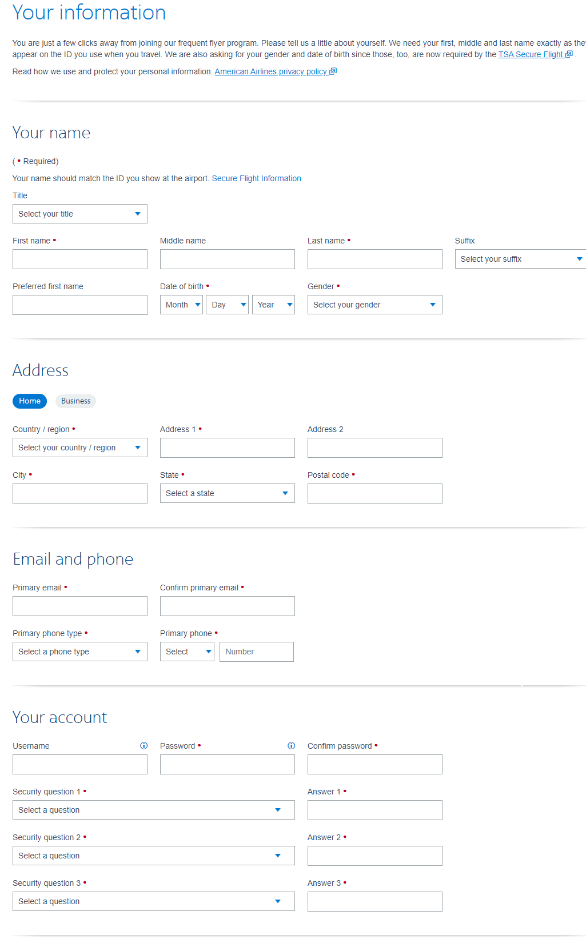 Your information
You are just a few clicks away from joining our frequent flyer program. Please tell us a little about yourself. We need your first, middle and last name exactly as the
appear on the ID you use when you travel. We are also asking for your gender and date of birth since those, too, are now required by the TSA Secure Flight
Read how we use and protect your personal information. American Airlines privacy policy
Your name
( • Required)
Your name should match the ID you show at the airport. Secure Flight Information
Title
Select your title
First name • Middle name Last name • Suffix
Select your suffix
Preferred first name Date of birth • Gender •
Month Day Year Select your gender
Address
Home Business
Country / region • Address 1 • Address 2
Select your country / region
City • State • Postal code •
Select a state
Email and phone
Primary email • Confirm primary email •
Primary phone type • Primary phone •
Select a phone type Select Number
Your account
Username Password • Confirm password •
Security question 1 • Answer 1 •
Select a question
Security question 2 • Answer 2 •
Select a question
Security question 3 • Answer 3 •
Select a question